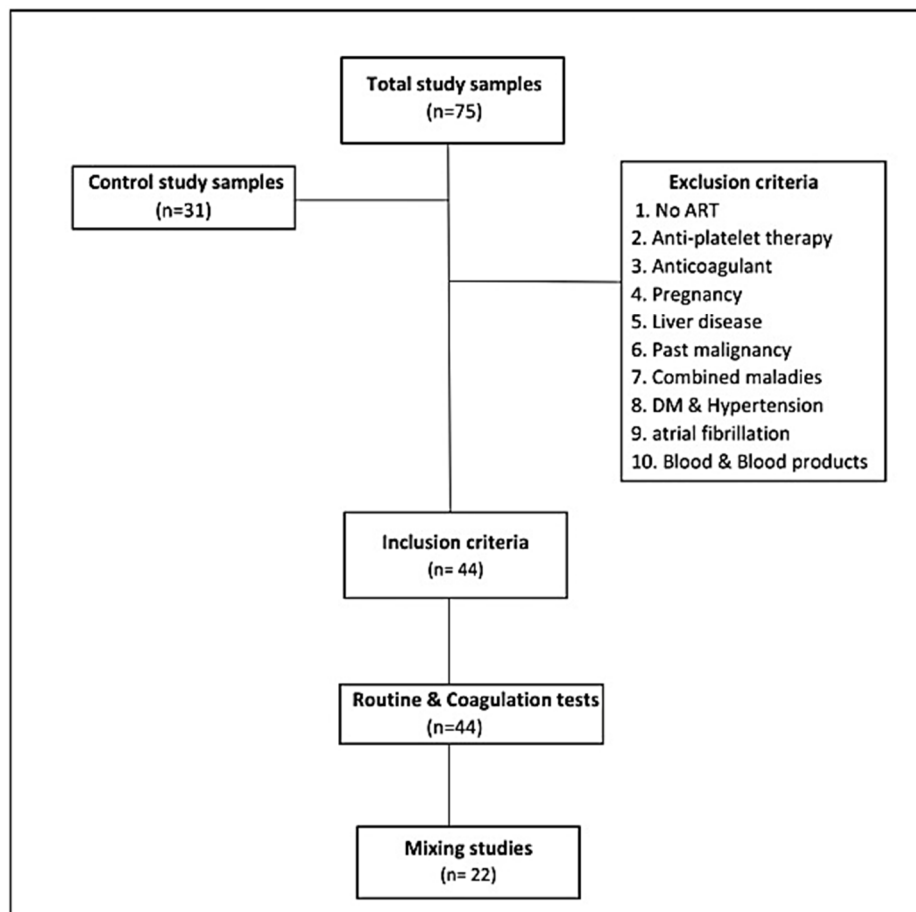 Total study samples
(n=75)
Control study samples
(n=31)
Exclusion criteria
1. No ART
2. Anti-platelet therapy
3. Anticoagulant
4. Pregnancy
5. Liver disease
6. Past malignancy
7. Combined maladies
8. DM & Hypertension
9. atrial fibrillation
10. Blood & Blood products
Inclusion criteria
(n= 44)
Routine & Coagulation tests
(n=44)
Mixing studies
(n= 22)